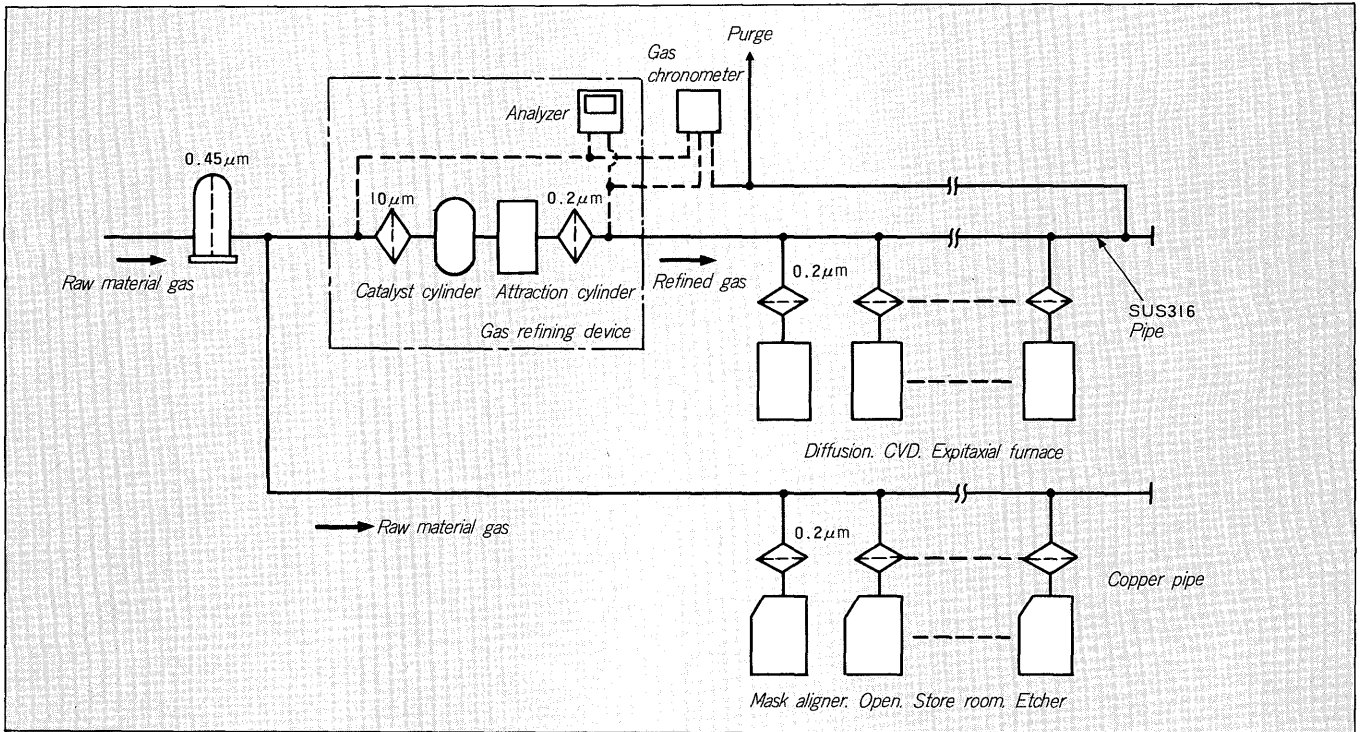 Purge
Gas
chronometer
Analyzer
0.45μm
10μm
0.2μm
Raw material gas
Catalyst cylinder
Attraction cylinder
Refined gas
0.2μm
SUS316
Pipe
Gas refining device
Diffusion. CVD. Expitaxial furnace
Raw material gas
0.2μm
Copper pipe
Mask aligner. Open. Store room. Etcher